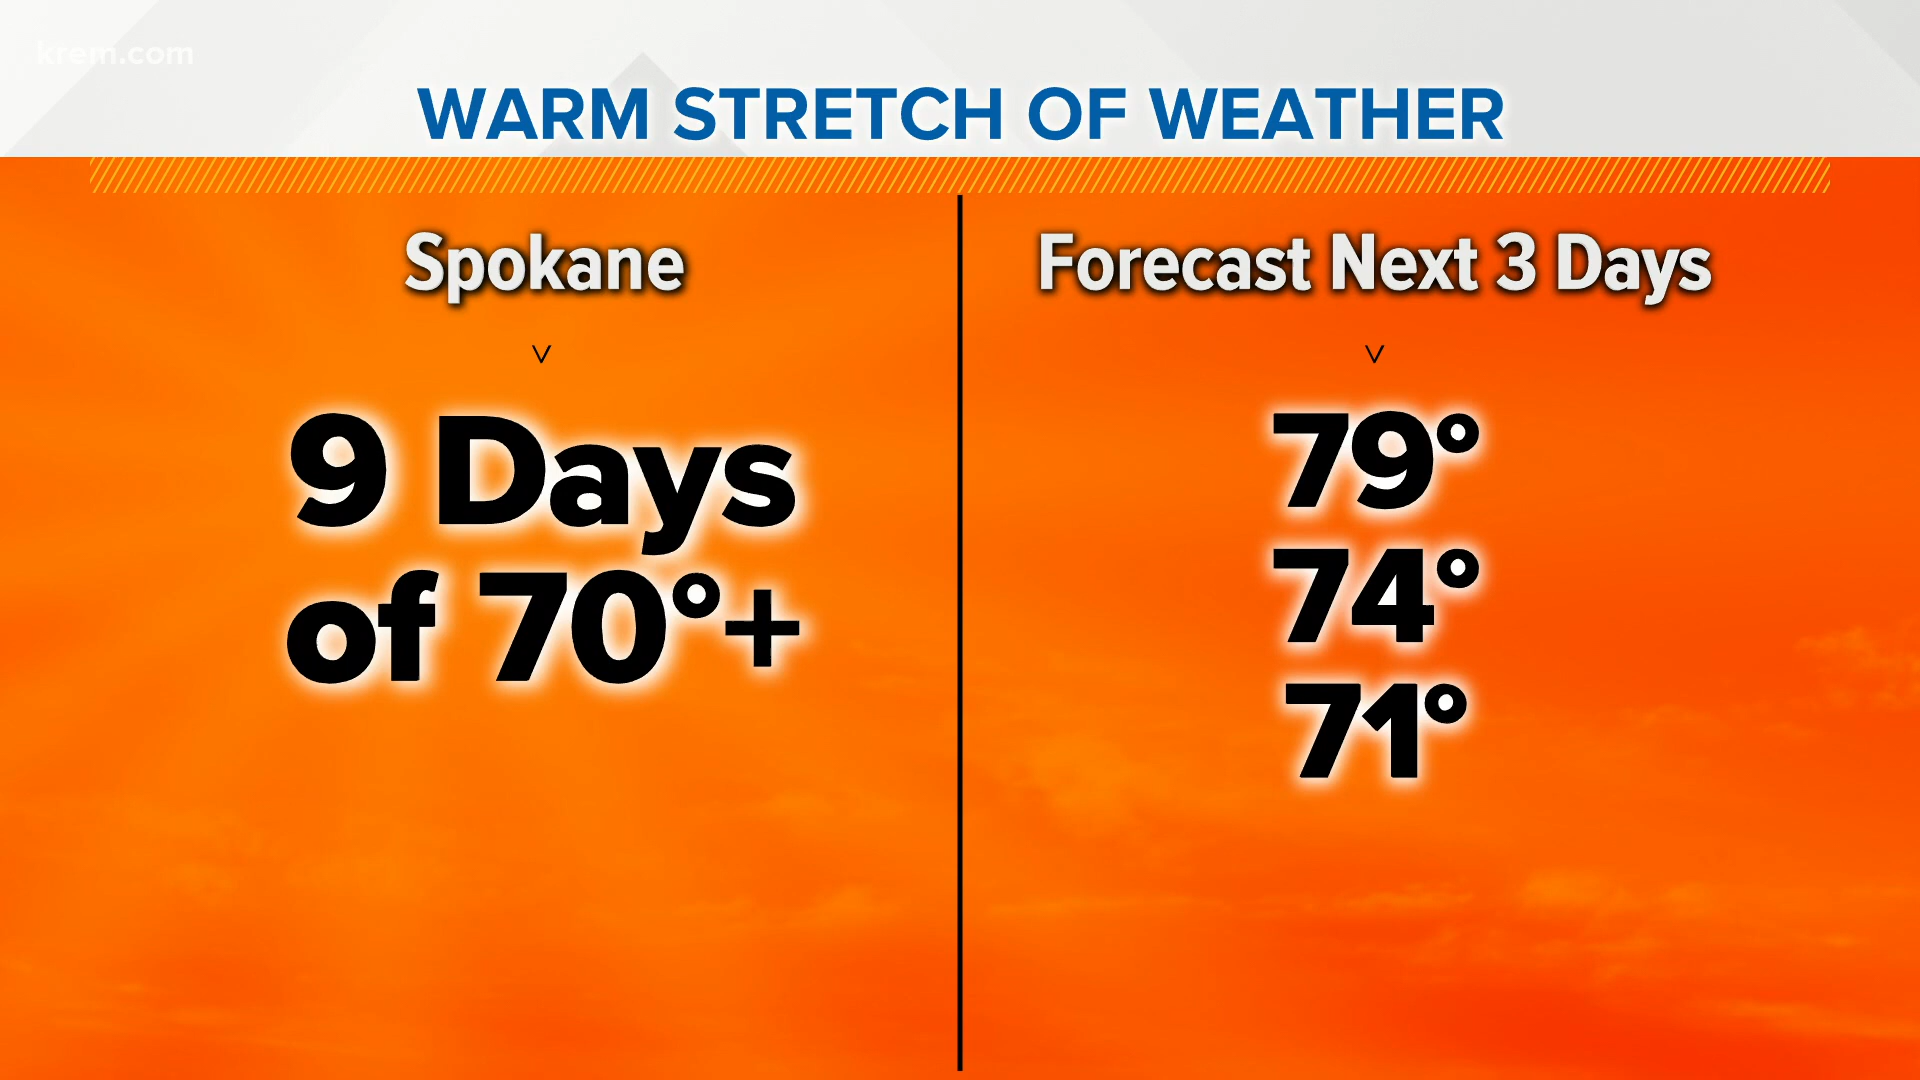 krem.com
WARM STRETCH OF WEATHER
Spokane
9 Days
of 70°+
Forecast Next 3 Days
79°
74°
71°